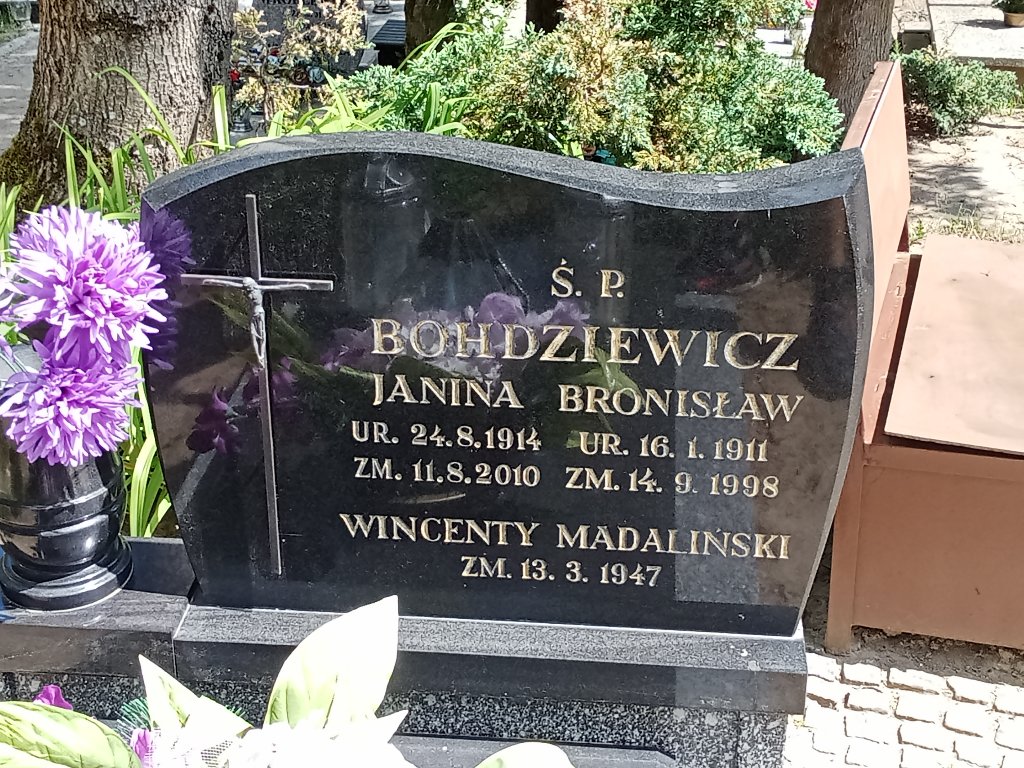 Ś. P.
BOHDZIEWICZ
JANINA BRONISŁAW
UR. 24.8.1914 UR. 16. 1. 1911
ZM. 11.8.2010 ZM. 14. 9. 1998
WINCENTY MADALIŃSKI
ZM. 13. 3. 1947